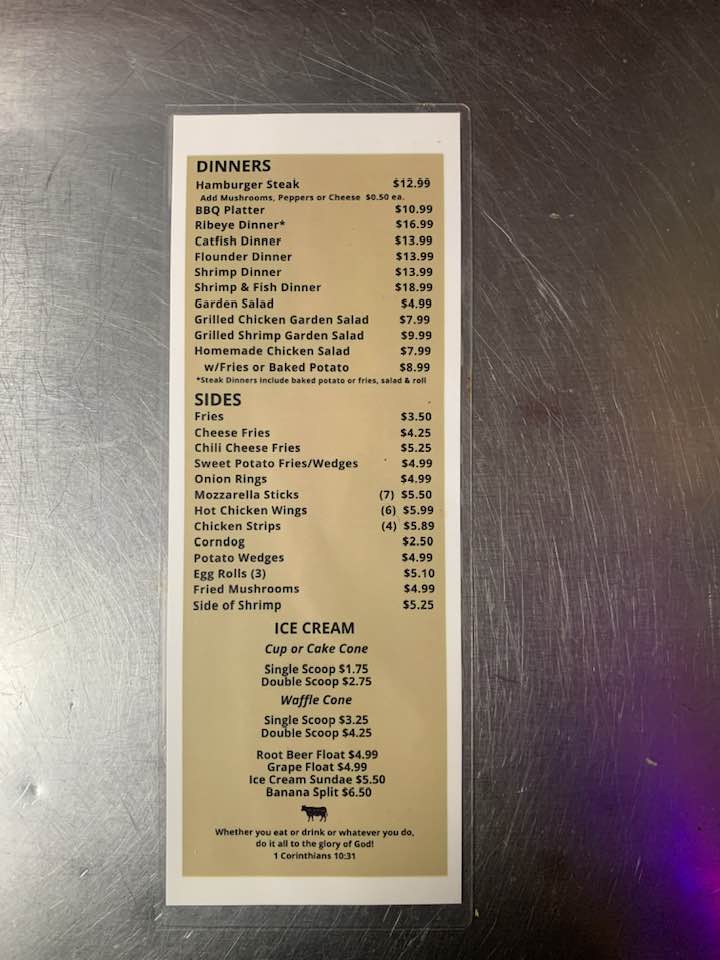 DINNERS
Hamburger Steak $12.99
Add Mushrooms, Peppers or Cheese $0.50 ea.
BBQ Platter $10.99
Ribeye Dinner* $16.99
Catfish Dinner $13.99
Flounder Dinner $13.99
Shrimp Dinner $13.99
Shrimp & Fish Dinner $18.99
Garden Salad $4.99
Grilled Chicken Garden Salad $7.99
Grilled Shrimp Garden Salad $9.99
Homemade Chicken Salad $7.99
w/Fries or Baked Potato $8.99
*Steak Dinners include baked potato or fries, salad & roll
SIDES
Fries $3.50
Cheese Fries $4.25
Chili Cheese Fries $5.25
Sweet Potato Fries/Wedges $4.99
Onion Rings $4.99
Mozzarella Sticks (7) $5.50
Hot Chicken Wings (6) $5.99
Chicken Strips (4) $5.89
Corndog $2.50
Potato Wedges $4.99
Egg Rolls (3) $5.10
Fried Mushrooms $4.99
Side of Shrimp $5.25
ICE CREAM
Cup or Cake Cone
Single Scoop $1.75
Double Scoop $2.75
Waffle Cone
Single Scoop $3.25
Double Scoop $4.25
Root Beer Float $4.99
Grape Float $4.99
Ice Cream Sundae $5.50
Banana Split $6.50
Whether you eat or drink or whatever you do,
do it all to the glory of God!
1 Corinthians 10:31